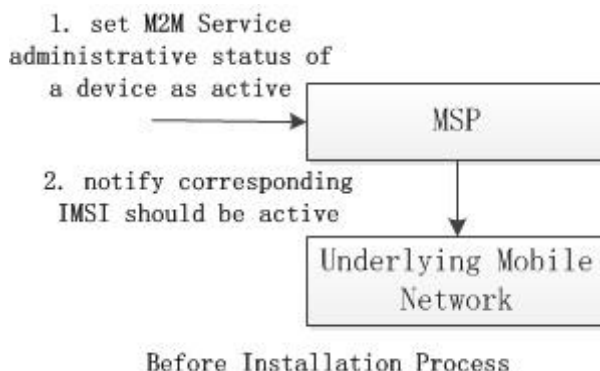 1. set M2M Service
administrative status of
a device as active
MSP
2. notify corresponding
IMSI should be active
Underlying Mobile
Network
Before Installation Process